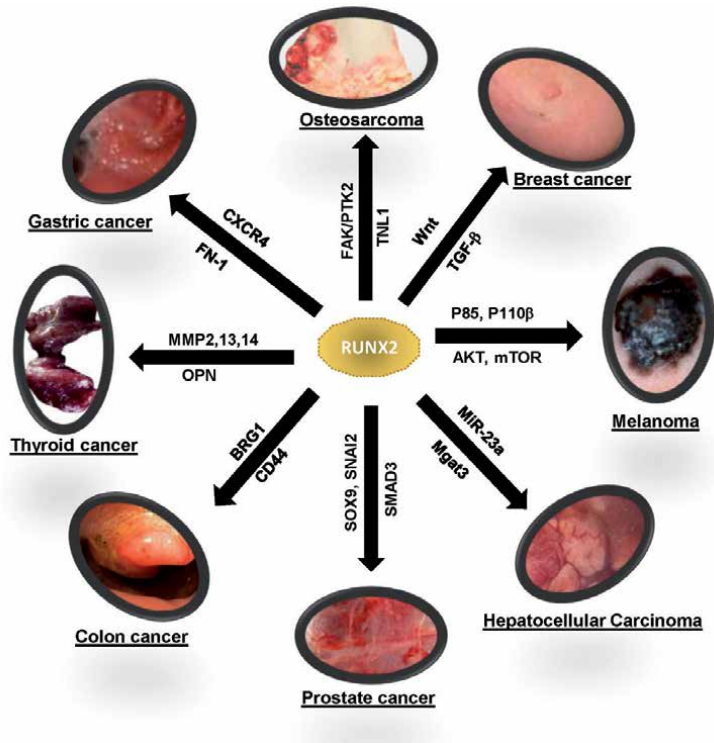 Osteosarcoma
Breast cancer
Gastric cancer
CXCR4
FN-1
FAK/PTK2
TNL1
Wnt
TGF-β
P85, P110β
AKT, mTOR
Melanoma
RUNX2
MMP2,13,14
OPN
Thyroid cancer
BRG1
CD44
SOX9, SNAI2
SMAD3
MiR-23a
Mgat3
Colon cancer
Hepatocellular Carcinoma
Prostate cancer